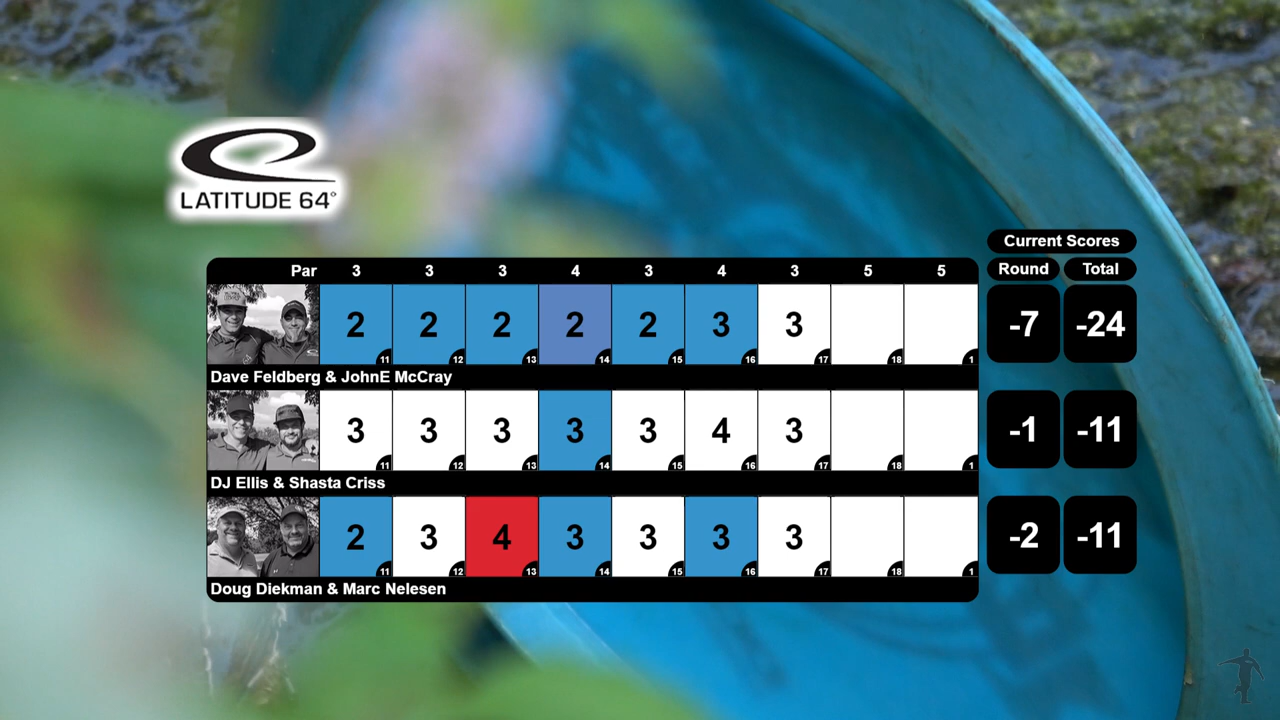 LATITUDE 64°
Current Scores
Par 3 3 3 4 3 4 3 5 5 Round Total
2 2 2 2 2 3 3 -7 -24
11 12 13 14 15 16 17 18 1
Dave Feldberg & JohnE McCray
3 3 3 3 3 4 3 -1 -11
11 12 13 14 15 16 17 18 1
DJ Ellis & Shasta Criss
2 3 4 3 3 3 3 -2 -11
11 12 13 14 15 16 17 18 1
Doug Diekman & Marc Nelesen